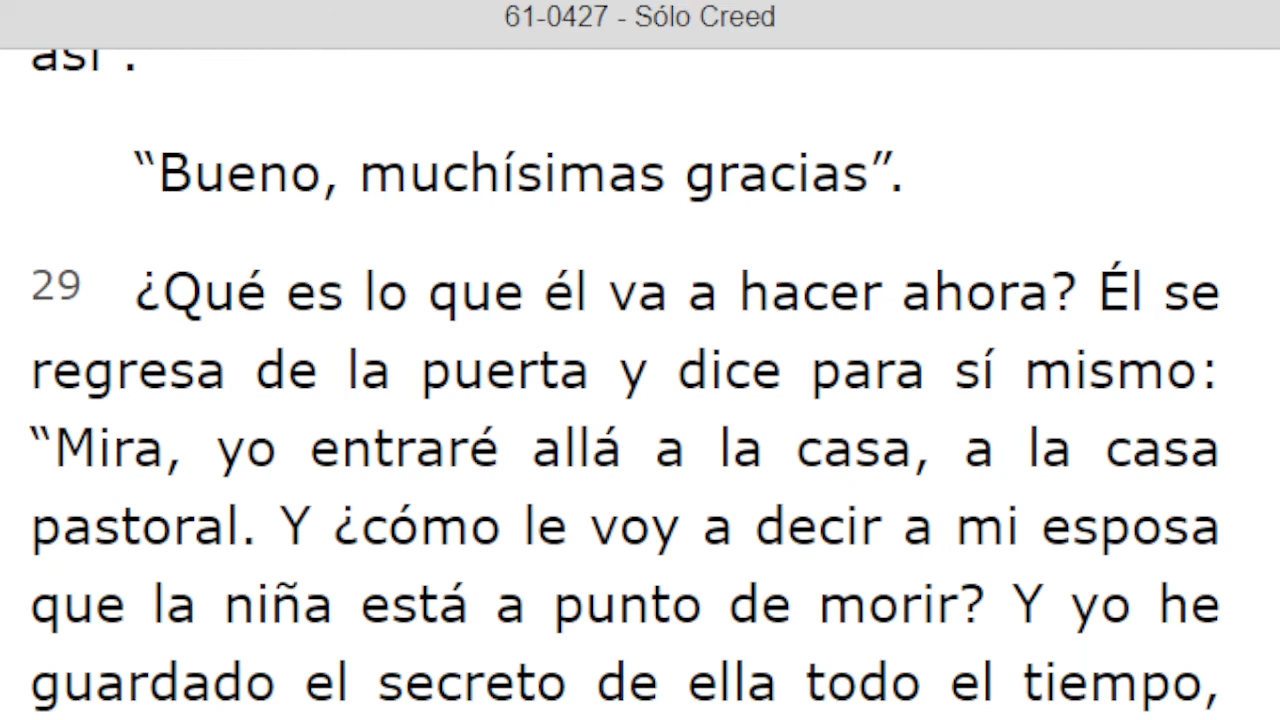 61-0427 - Sólo Creed
así”.
“Bueno, muchísimas gracias”.
29 ¿Qué es lo que él va a hacer ahora? Él se
regresa de la puerta y dice para sí mismo:
“Mira, yo entraré allá a la casa, a la casa
pastoral. Y ¿cómo le voy a decir a mi esposa
que la niña está a punto de morir? Y yo he
guardado el secreto de ella todo el tiempo,